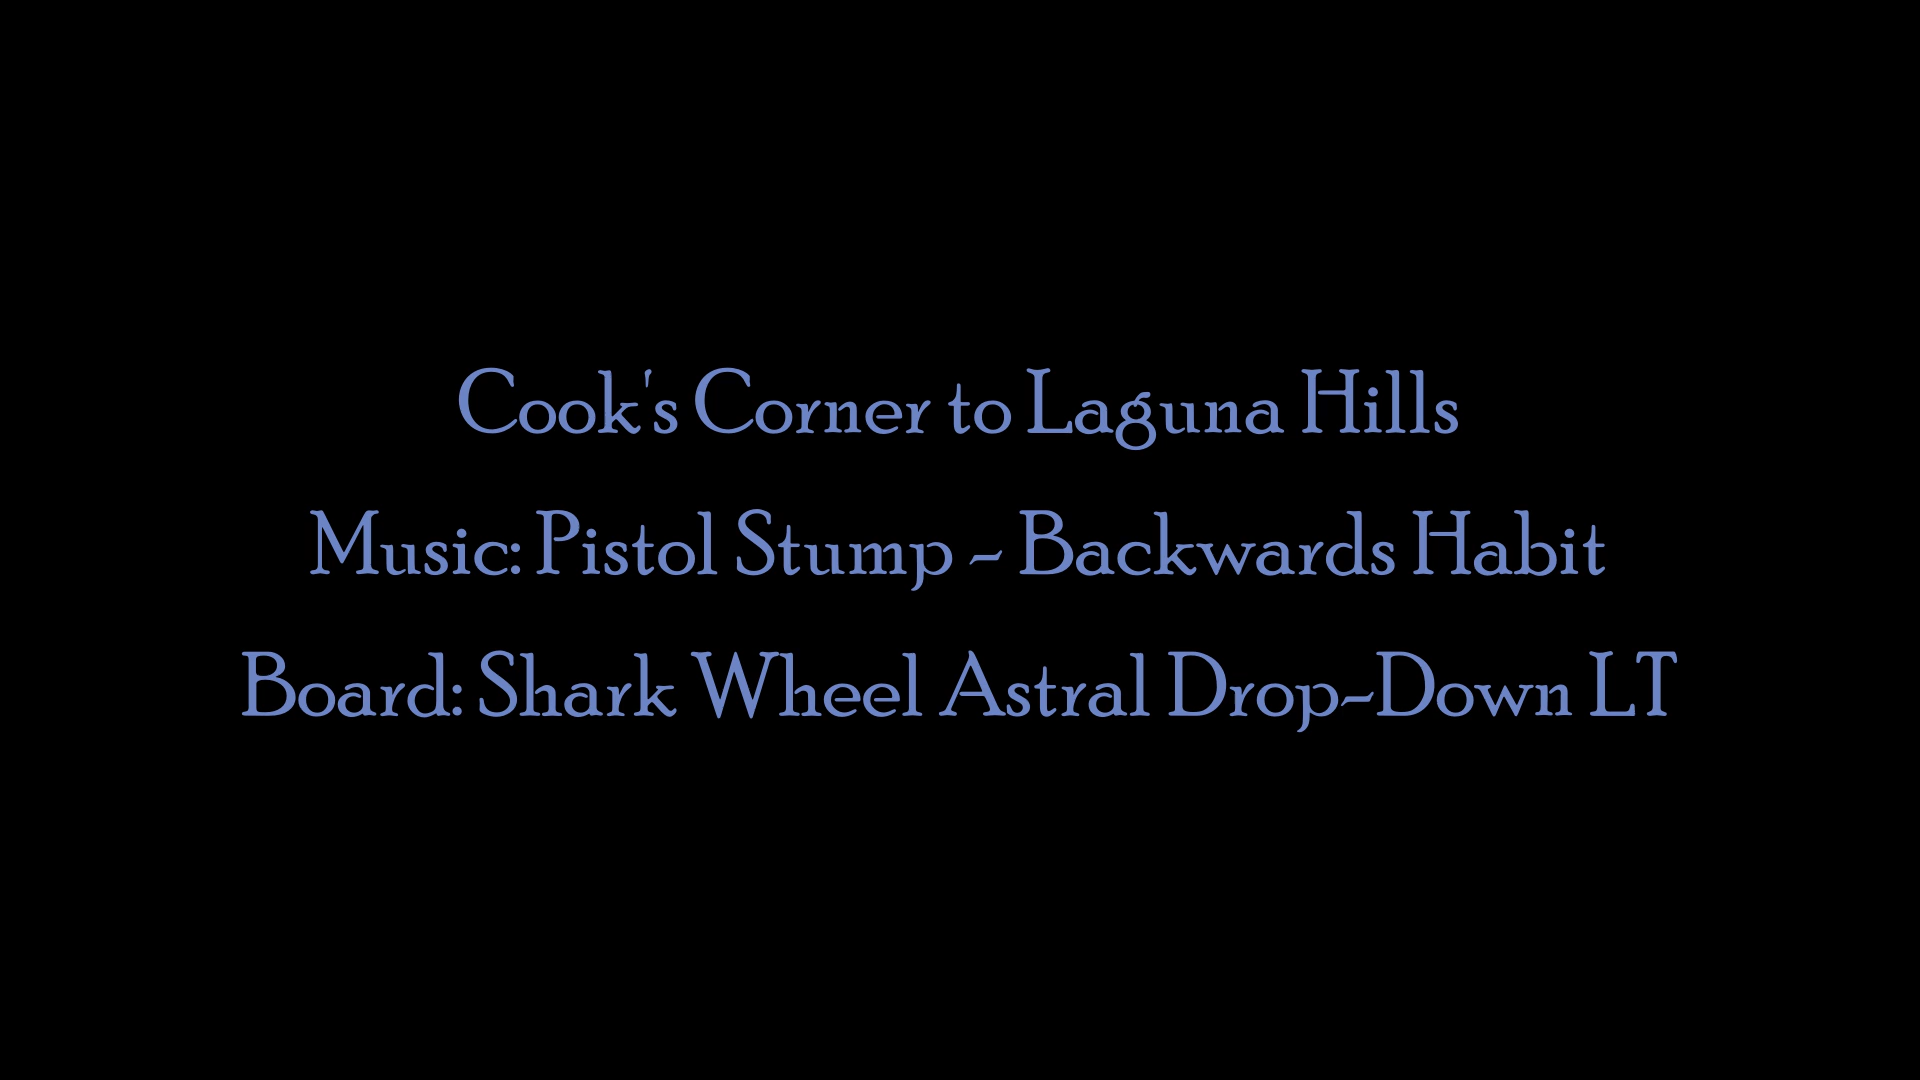 Cook's Corner to Laguna Hills
Music: Pistol Stump - Backwards Habit
Board: Shark Wheel Astral Drop-Down LT